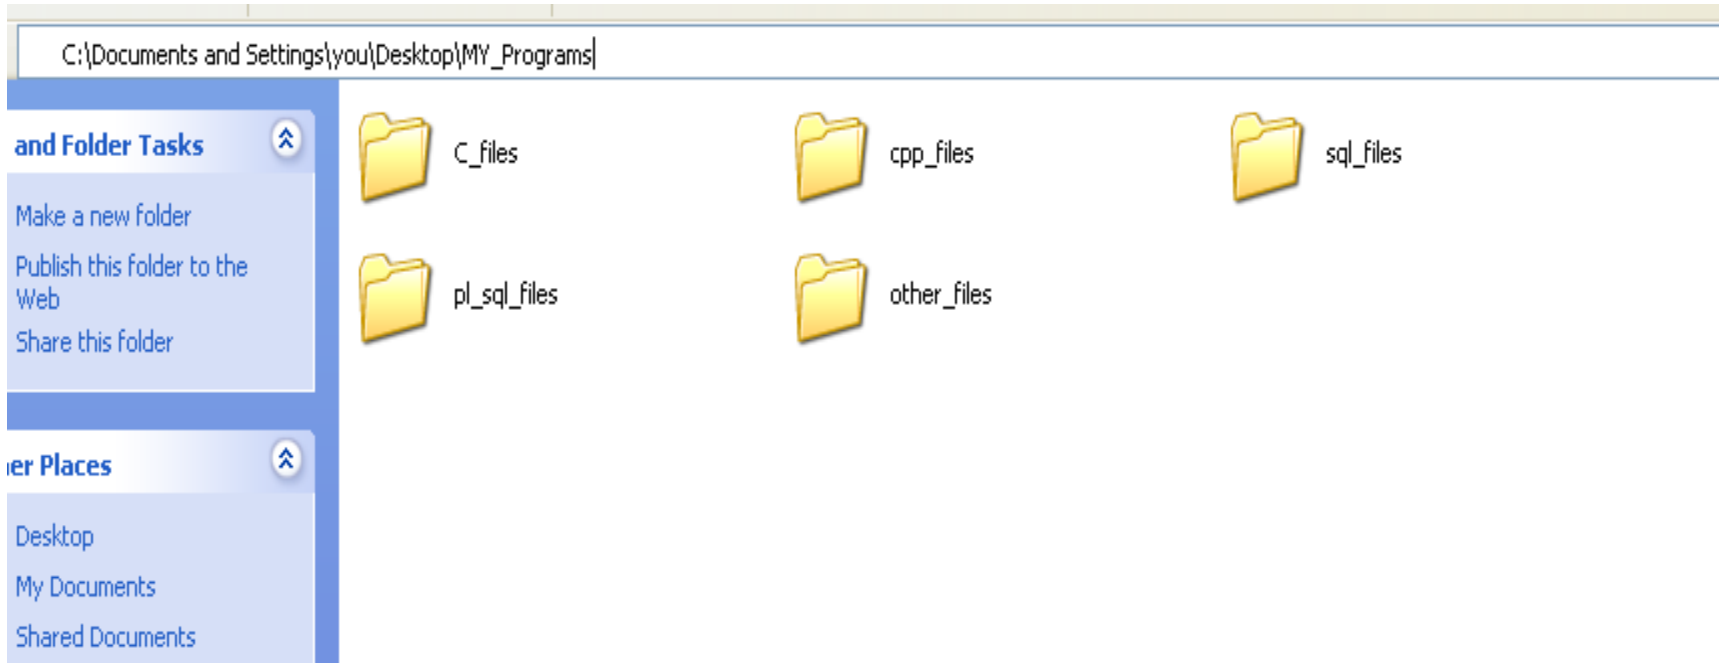 C:\Documents and Settings\you\Desktop\MY_Programs
and Folder Tasks
Make a new folder
Publish this folder to the
Web
Share this folder
er Places
Desktop
My Documents
Shared Documents
C_files
cpp_files
sql_files
pl_sql_files
other_files